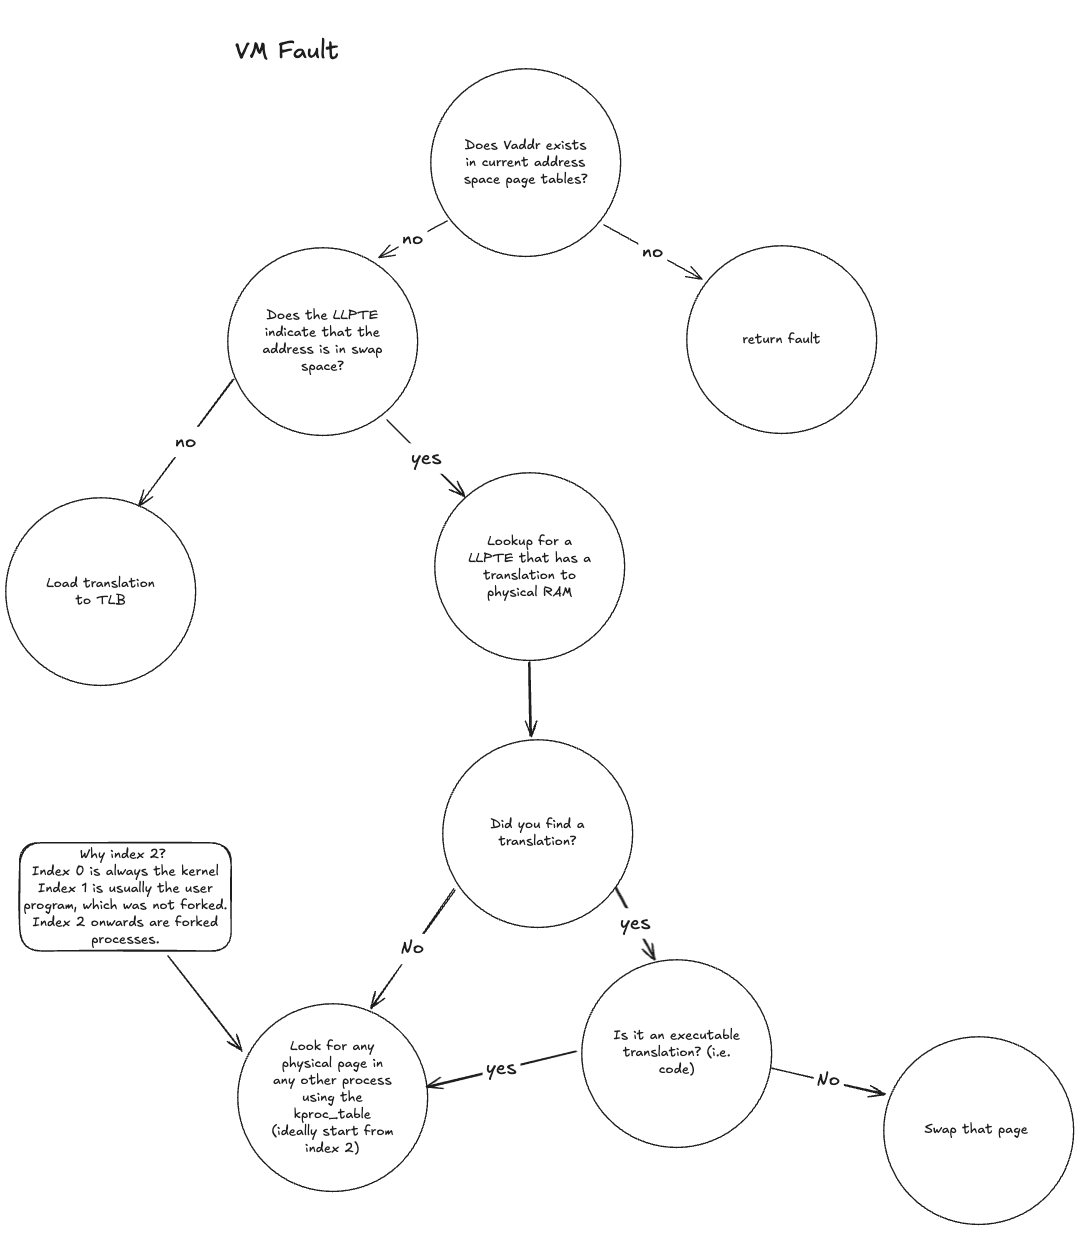 VM Fault
Does Vaddr exists
in current address
space page tables?
no
no
Does the LLPTE
indicate that the
address is in swap
space?
return fault
no
yes
Lookup for a
LLPTE that has a
translation to
physical RAM
Load translation
to TLB
Did you find a
translation?
Why index 2?
Index 0 is always the kernel
Index 1 is usually the user
program, which was not forked.
Index 2 onwards are forked
processes.
No
yes
Is it an executable
translation? (i.e.
code)
Look for any
physical page in
any other process
using the
kproc_table
(ideally start from
index 2)
yes
No
Swap that page